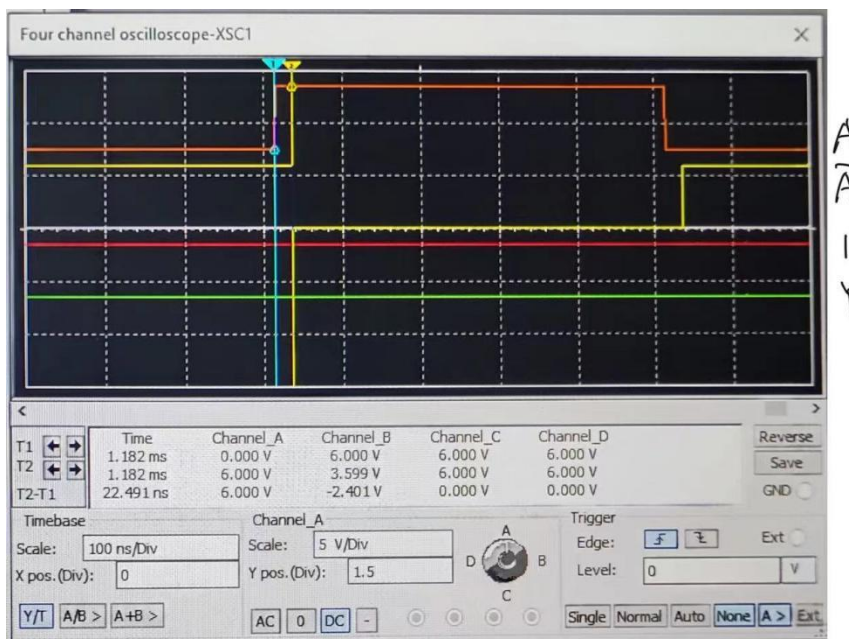 Four channel oscilloscope-XSC1
1 2
T1
T2
T2-T1
Time Channel_A Channel_B Channel_C Channel_D
1.182 ms 0.000 V 6.000 V 6.000 V 6.000 V
1.182 ms 6.000 V 3.599 V 6.000 V 6.000 V
22.491 ns 6.000 V -2.401 V 0.000 V 0.000 V
Reverse
Save
GND
Timebase
Scale: 100 ns/Div
X pos.(Div): 0
Y/T A/B > A+B >
Channel_A
Scale: 5 V/Div
Y pos.(Div): 1.5
AC 0 DC -
A
B
C
D
Trigger
Edge: Ext
Level: 0 V
Single Normal Auto None A > Ext
A
A
1
Y